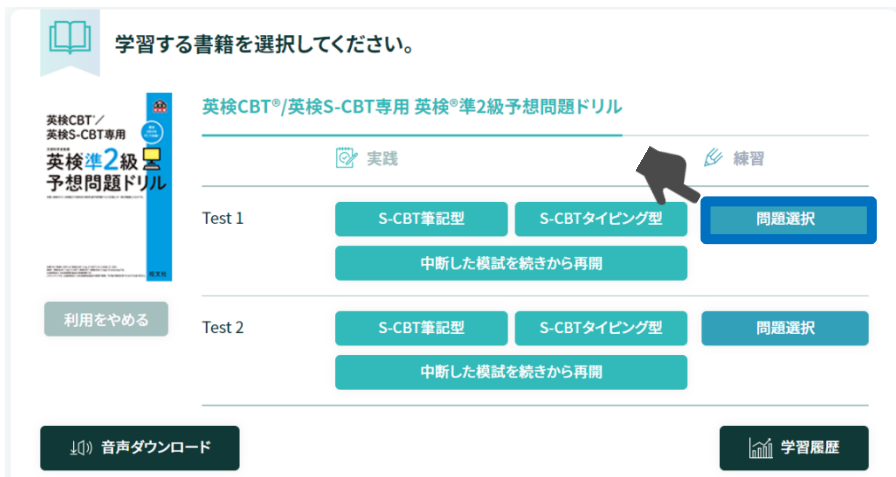 学習する書籍を選択してください。
英検CBT®/英検S-CBT専用 英検®準2級予想問題ドリル
英検CBT®/
英検S-CBT専用
英検準2級
予想問題ドリル
旺文社
利用をやめる
実践
練習
Test 1
S-CBT筆記型
S-CBTタイピング型
問題選択
中断した模試を続きから再開
Test 2
S-CBT筆記型
S-CBTタイピング型
問題選択
中断した模試を続きから再開
音声ダウンロード
学習履歴